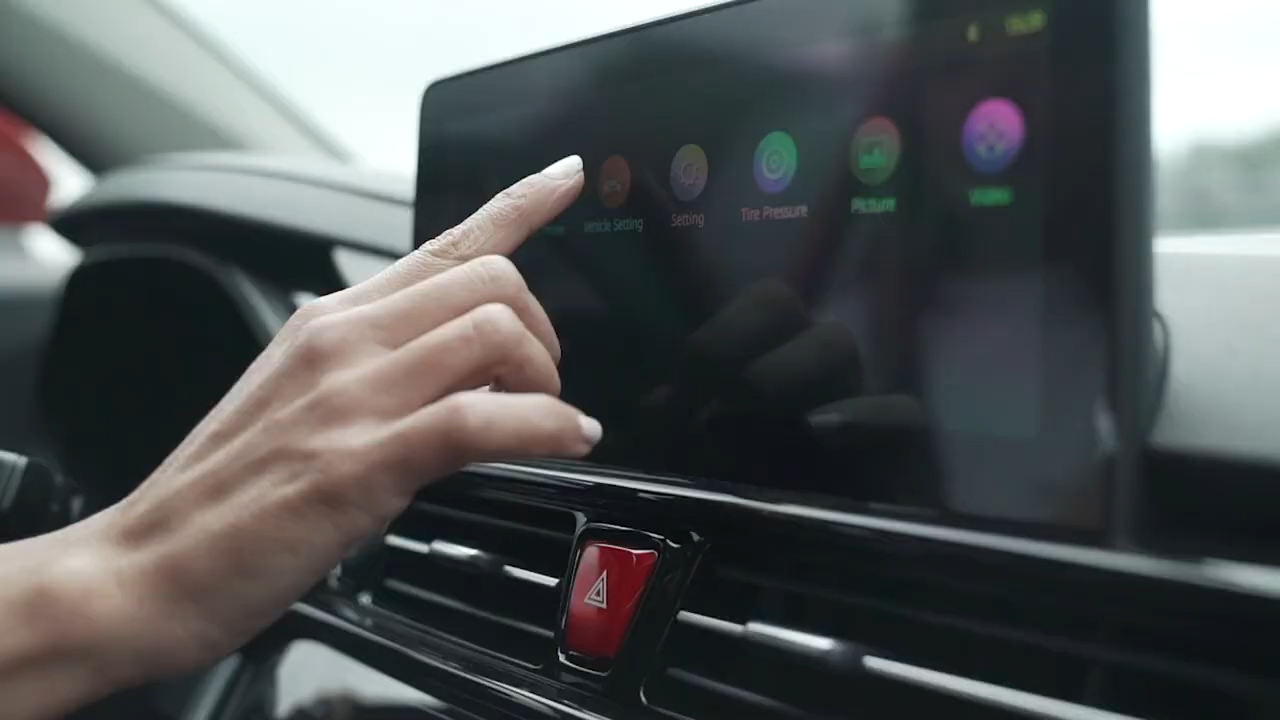 Vehicle Setting
Setting
Tire Pressure
Picture
Video